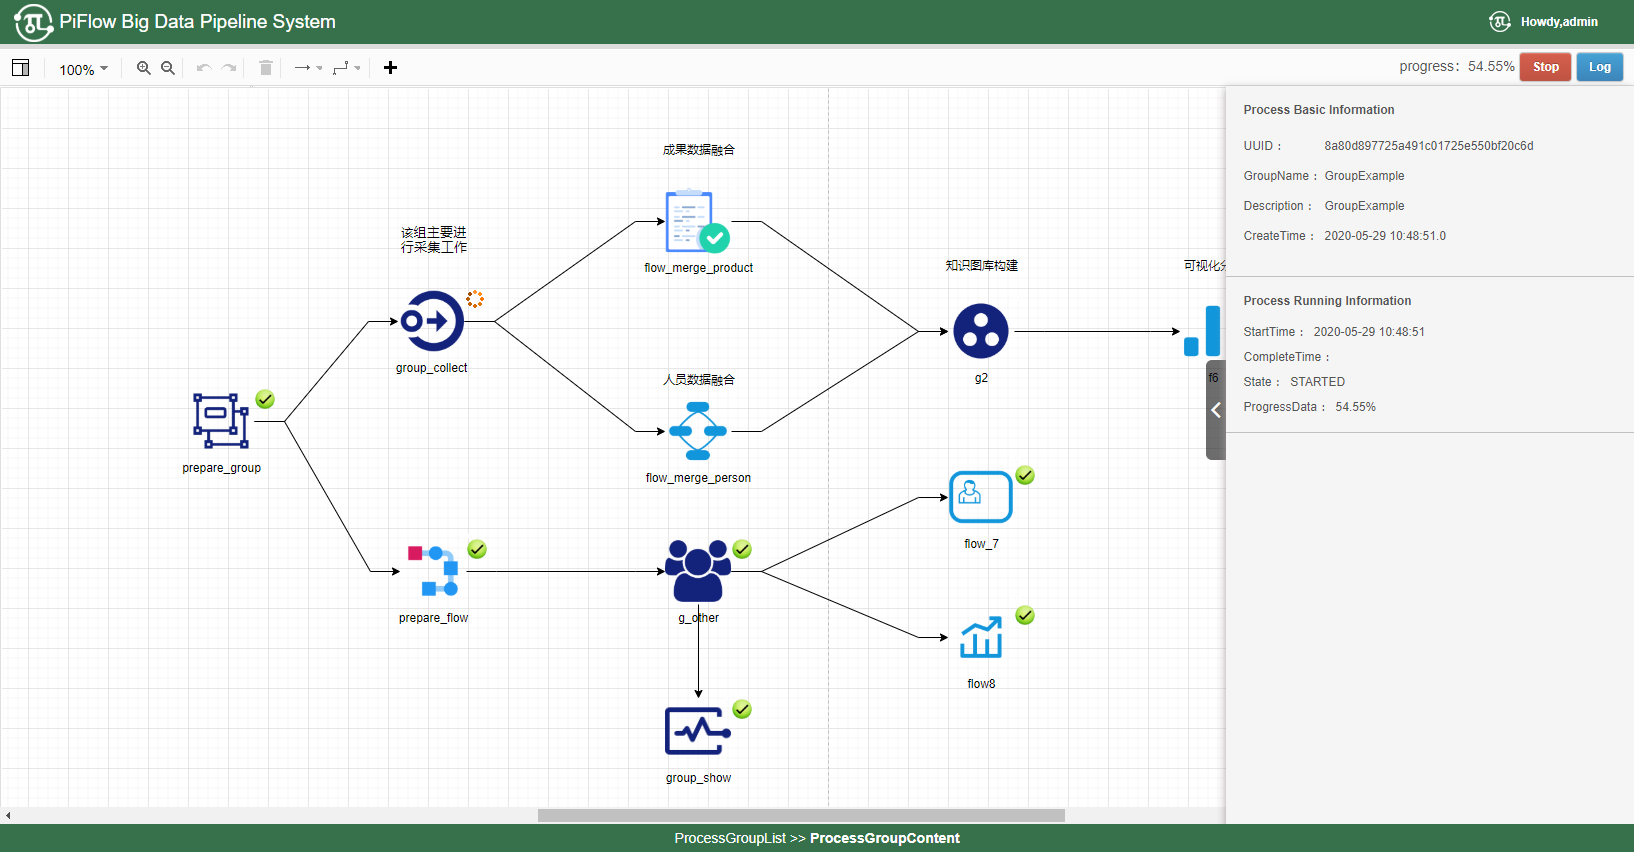 PiFlow Big Data Pipeline System
Howdy,admin
100%
progress: 54.55%
Stop
Log
成果数据融合
该组主要进
行采集工作
flow_merge_product
知识图库构建
可视化分
group_collect
g2
f6
人员数据融合
prepare_group
flow_merge_person
flow_7
prepare_flow
g_other
flow8
group_show
Process Basic Information
UUID : 8a80d897725a491c01725e550bf20c6d
GroupName : GroupExample
Description : GroupExample
CreateTime : 2020-05-29 10:48:51.0
Process Running Information
StartTime : 2020-05-29 10:48:51
CompleteTime :
State : STARTED
ProgressData : 54.55%
ProcessGroupList >> ProcessGroupContent